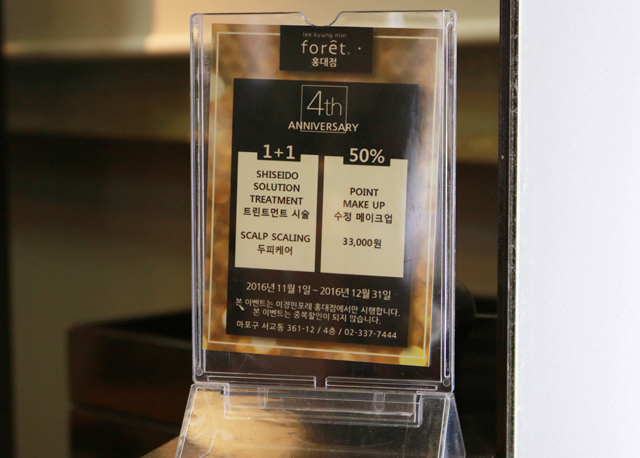 lee kyung min
forêt.
홍대점
4th
ANNIVERSARY
1+1
SHISEIDO
SOLUTION
TREATMENT
트린트먼트 시술
SCALP SCALING
두피케어
50%
POINT
MAKE UP
수정 메이크업
33,000원
2016년 11월 1일 ~ 2016년 12월 31일
본 이벤트는 이경민포레 홍대점에서만 시행합니다.
본 이벤트는 중복할인이 되지 않습니다.
마포구 서교동 361-12 / 4층 / 02-337-7444